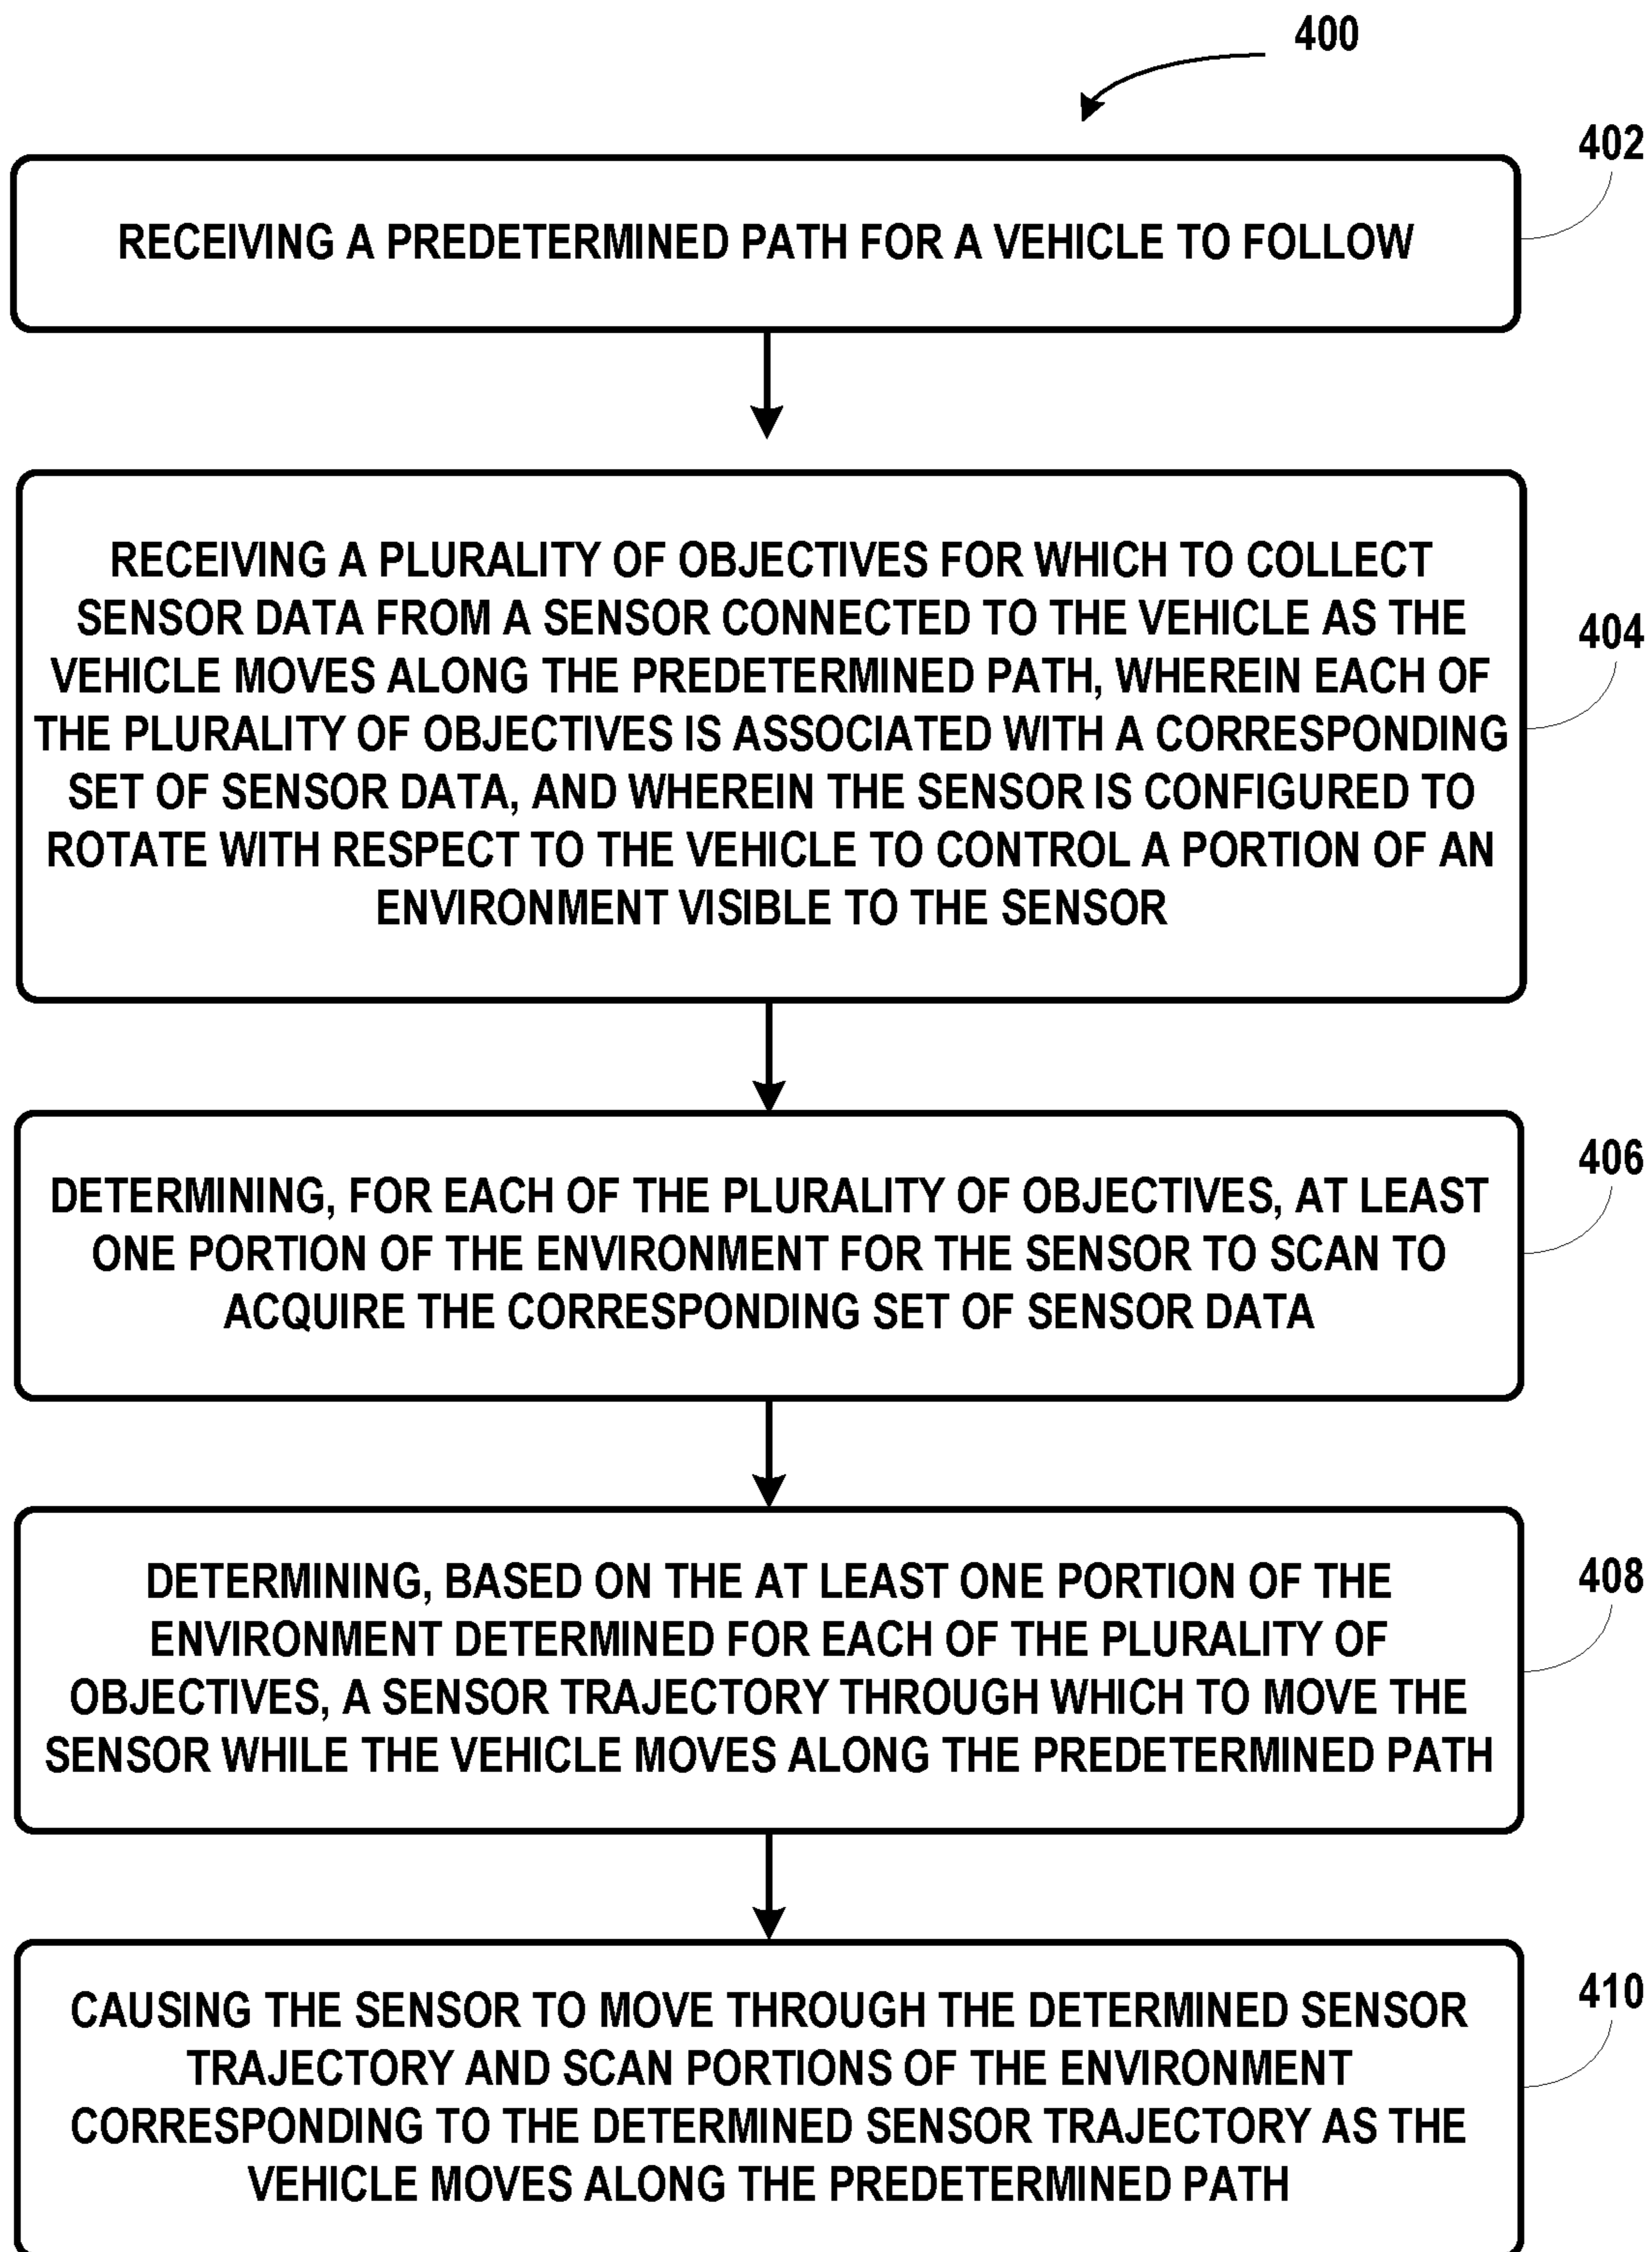 400
402
RECEIVING A PREDETERMINED PATH FOR A VEHICLE TO FOLLOW
RECEIVING A PLURALITY OF OBJECTIVES FOR WHICH TO COLLECT
SENSOR DATA FROM A SENSOR CONNECTED TO THE VEHICLE AS THE
VEHICLE MOVES ALONG THE PREDETERMINED PATH, WHEREIN EACH OF
THE PLURALITY OF OBJECTIVES IS ASSOCIATED WITH A CORRESPONDING
SET OF SENSOR DATA, AND WHEREIN THE SENSOR IS CONFIGURED TO
ROTATE WITH RESPECT TO THE VEHICLE TO CONTROL A PORTION OF AN
ENVIRONMENT VISIBLE TO THE SENSOR
404
406
DETERMINING, FOR EACH OF THE PLURALITY OF OBJECTIVES, AT LEAST
ONE PORTION OF THE ENVIRONMENT FOR THE SENSOR TO SCAN TO
ACQUIRE THE CORRESPONDING SET OF SENSOR DATA
408
DETERMINING, BASED ON THE AT LEAST ONE PORTION OF THE
ENVIRONMENT DETERMINED FOR EACH OF THE PLURALITY OF
OBJECTIVES, A SENSOR TRAJECTORY THROUGH WHICH TO MOVE THE
SENSOR WHILE THE VEHICLE MOVES ALONG THE PREDETERMINED PATH
410
CAUSING THE SENSOR TO MOVE THROUGH THE DETERMINED SENSOR
TRAJECTORY AND SCAN PORTIONS OF THE ENVIRONMENT
CORRESPONDING TO THE DETERMINED SENSOR TRAJECTORY AS THE
VEHICLE MOVES ALONG THE PREDETERMINED PATH